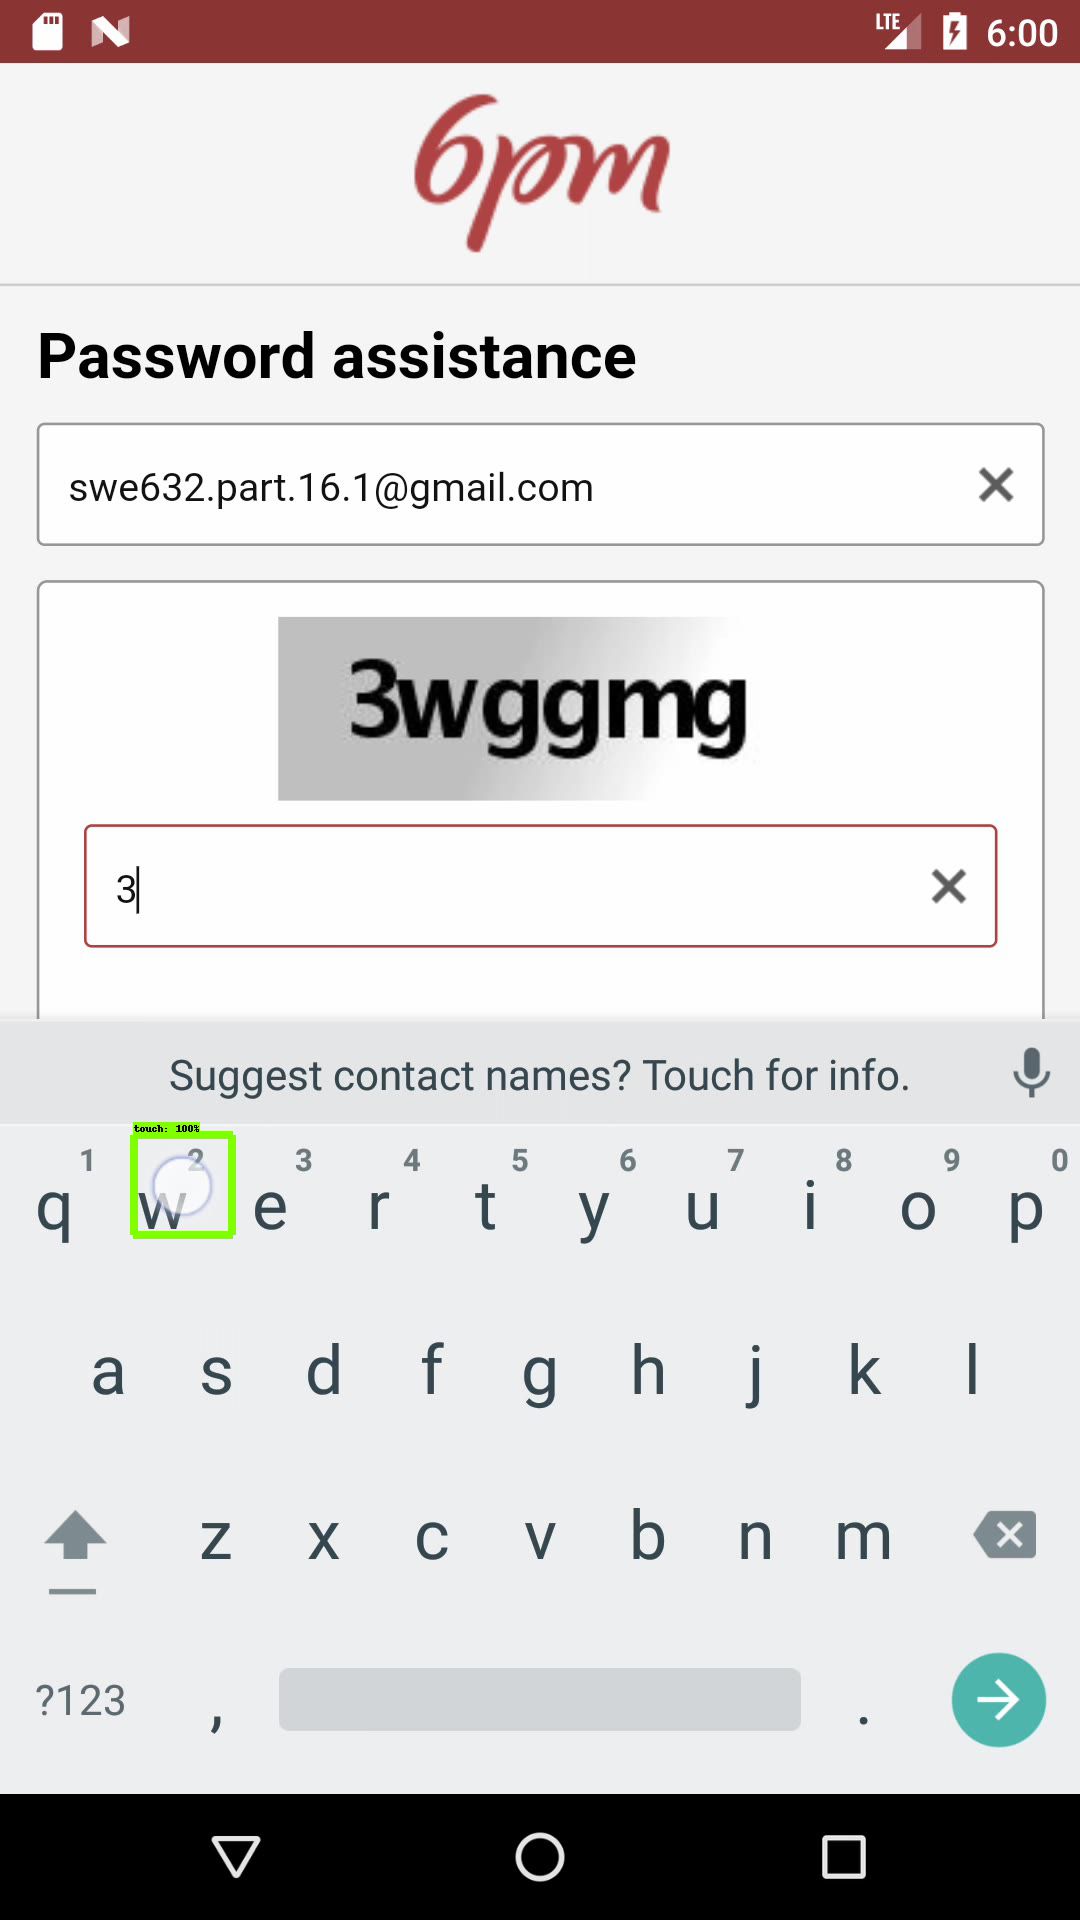 LTE 6:00
6pm
Password assistance
swe632.part.16.1@gmail.com
3wggmg
3
Suggest contact names? Touch for info.
touch: 100%
1 2 3 4 5 6 7 8 9 0
q w e r t y u i o p
a s d f g h j k l
z x c v b n m
?123 , .